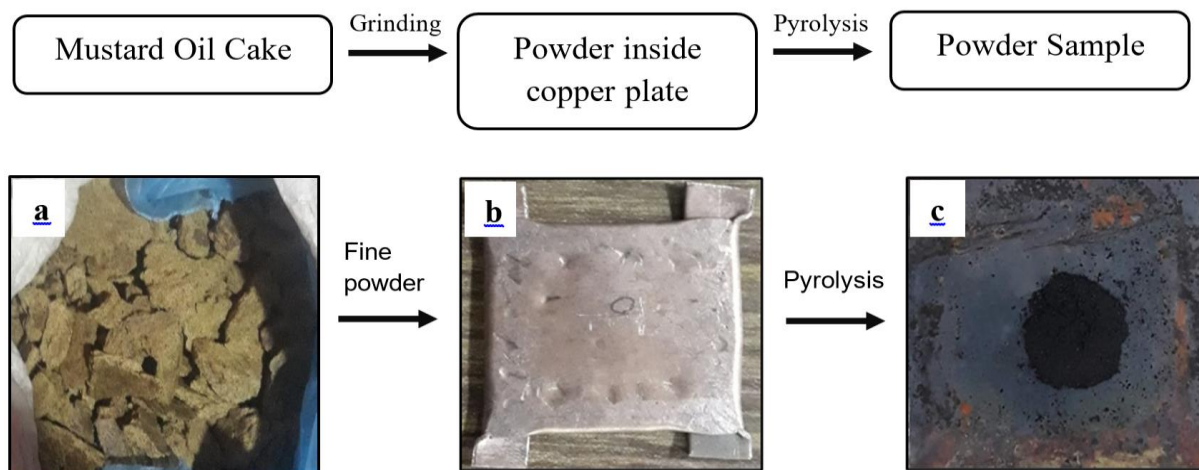 Grinding
Pyrolysis
Mustard Oil Cake
Powder inside
copper plate
Powder Sample
a
b
c
Fine
powder
Pyrolysis